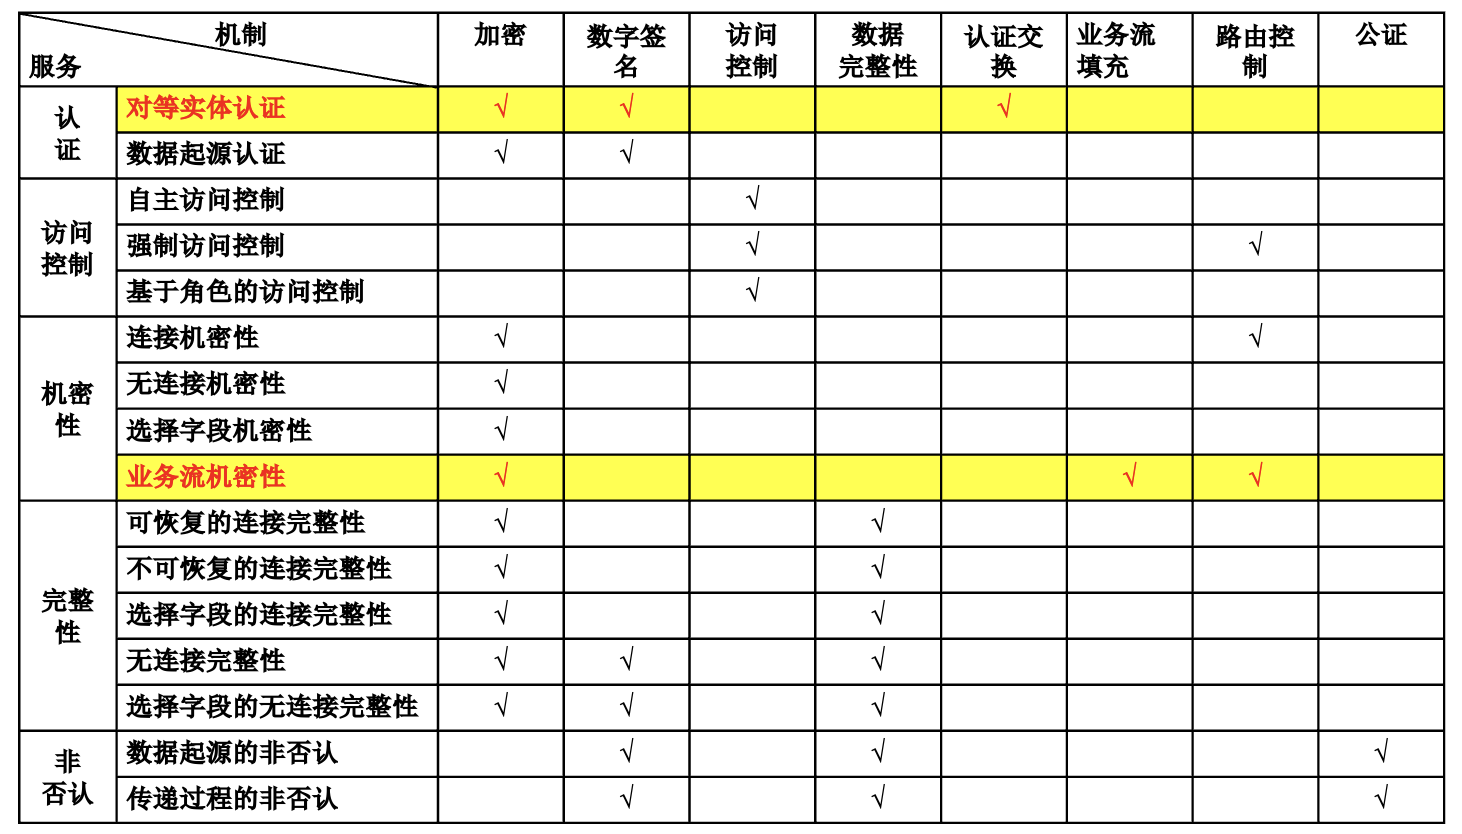 机制
服务
加密
数字签
名
访问
控制
数据
完整性
认证交
换
业务流
填充
路由控
制
公证
认
证
对等实体认证 √ √ √
数据起源认证 √ √
访问
控制
自主访问控制 √
强制访问控制 √ √
基于角色的访问控制 √
机密
性
连接机密性 √ √
无连接机密性 √
选择字段机密性 √
业务流机密性 √ √ √
完整
性
可恢复的连接完整性 √ √
不可恢复的连接完整性 √ √
选择字段的连接完整性 √ √
无连接完整性 √ √ √
选择字段的无连接完整性 √ √ √
非
否认
数据起源的非否认 √ √ √
传递过程的非否认 √ √ √